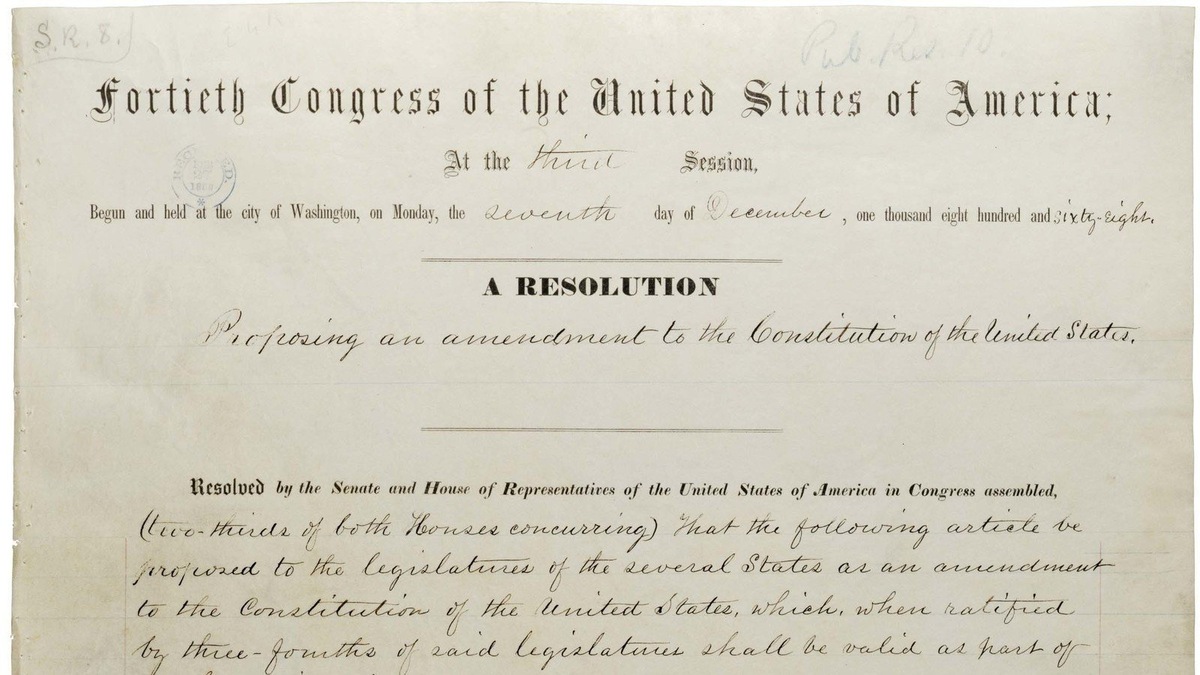 S.R. 8.)
Pub. Res. 10.
Fortieth Congress of the United States of America;
At the third Session,
Begun and held at the city of Washington, on Monday, the seventh day of December, one thousand eight hundred and sixty-eight.
A RESOLUTION
Proposing an amendment to the Constitution of the United States.
Resolved by the Senate and House of Representatives of the United States of America in Congress assembled,
(two-thirds of both Houses concurring) That the following article be
proposed to the legislatures of the several States as an amendment
to the Constitution of the United States, which, when ratified
by three-fourths of said legislatures shall be valid as part of